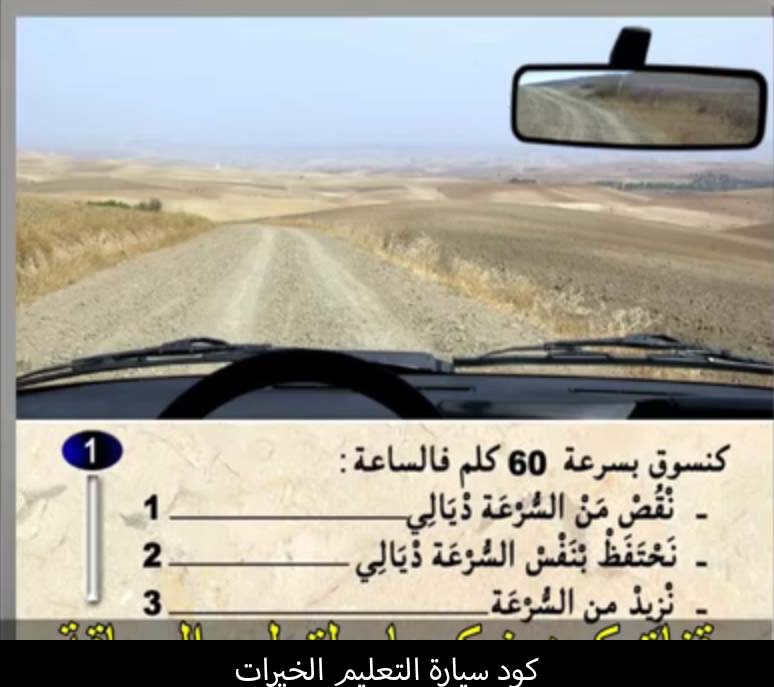 1
كنسوق بسرعة 60 كلم فالساعة :
- نْقُصْ مَنْ السُّرْعَة دْيَالِي 1
- نَحْتَفَظْ بْنَفْسْ السُّرْعَة دْيَالِي 2
- نْزِيدْ من السُّرْعَة 3
كود سيارة التعليم الخيرات